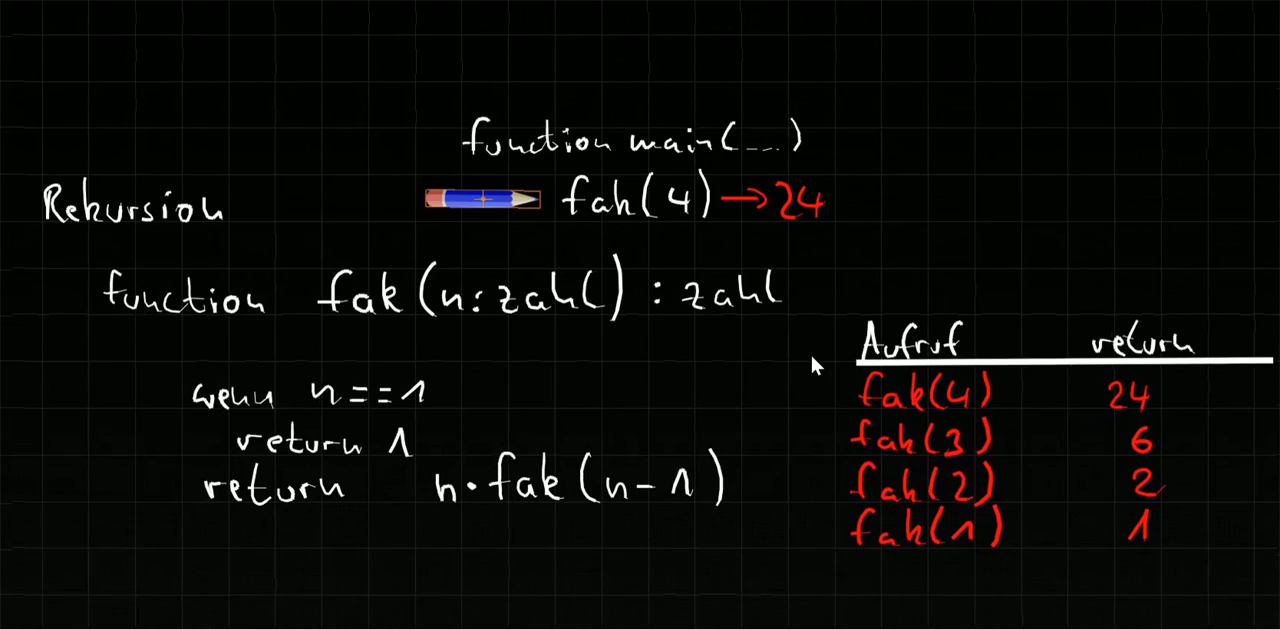 function main(....)
Rekursion
fak(4) → 24
function fak(n:zahl) : zahl
wenn n==1
return 1
return n·fak(n-1)
Aufruf return
fak(4) 24
fak(3) 6
fak(2) 2
fak(1) 1